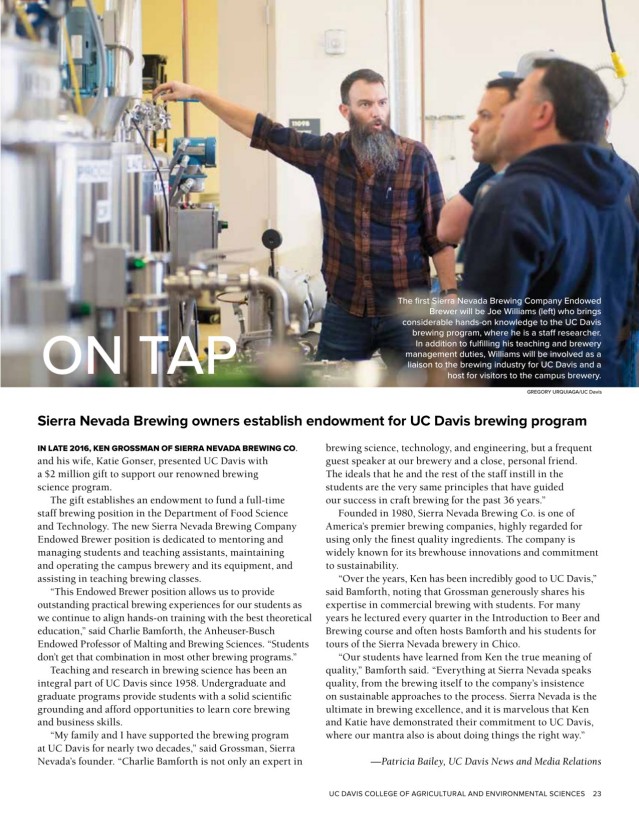 11098
PROC
The first Sierra Nevada Brewing Company Endowed
Brewer will be Joe Williams (left) who brings
considerable hands-on knowledge to the UC Davis
brewing program, where he is a staff researcher.
In addition to fulfilling his teaching and brewery
management duties, Williams will be involved as a
liaison to the brewing industry for UC Davis and a
host for visitors to the campus brewery.
ON TAP
GREGORY URQUIAGA/UC Davis
Sierra Nevada Brewing owners establish endowment for UC Davis brewing program
IN LATE 2016, KEN GROSSMAN OF SIERRA NEVADA BREWING CO.
and his wife, Katie Gonser, presented UC Davis with
a $2 million gift to support our renowned brewing
science program.
The gift establishes an endowment to fund a full-time
staff brewing position in the Department of Food Science
and Technology. The new Sierra Nevada Brewing Company
Endowed Brewer position is dedicated to mentoring and
managing students and teaching assistants, maintaining
and operating the campus brewery and its equipment, and
assisting in teaching brewing classes.
“This Endowed Brewer position allows us to provide
outstanding practical brewing experiences for our students as
we continue to align hands-on training with the best theoretical
education,” said Charlie Bamforth, the Anheuser-Busch
Endowed Professor of Malting and Brewing Sciences. “Students
don’t get that combination in most other brewing programs.”
Teaching and research in brewing science has been an
integral part of UC Davis since 1958. Undergraduate and
graduate programs provide students with a solid scientific
grounding and afford opportunities to learn core brewing
and business skills.
“My family and I have supported the brewing program
at UC Davis for nearly two decades,” said Grossman, Sierra
Nevada’s founder. “Charlie Bamforth is not only an expert in
brewing science, technology, and engineering, but a frequent
guest speaker at our brewery and a close, personal friend.
The ideals that he and the rest of the staff instill in the
students are the very same principles that have guided
our success in craft brewing for the past 36 years.”
Founded in 1980, Sierra Nevada Brewing Co. is one of
America’s premier brewing companies, highly regarded for
using only the finest quality ingredients. The company is
widely known for its brewhouse innovations and commitment
to sustainability.
“Over the years, Ken has been incredibly good to UC Davis,”
said Bamforth, noting that Grossman generously shares his
expertise in commercial brewing with students. For many
years he lectured every quarter in the Introduction to Beer and
Brewing course and often hosts Bamforth and his students for
tours of the Sierra Nevada brewery in Chico.
“Our students have learned from Ken the true meaning of
quality,” Bamforth said. “Everything at Sierra Nevada speaks
quality, from the brewing itself to the company’s insistence
on sustainable approaches to the process. Sierra Nevada is the
ultimate in brewing excellence, and it is marvelous that Ken
and Katie have demonstrated their commitment to UC Davis,
where our mantra also is about doing things the right way.”
—Patricia Bailey, UC Davis News and Media Relations
UC DAVIS COLLEGE OF AGRICULTURAL AND ENVIRONMENTAL SCIENCES 23